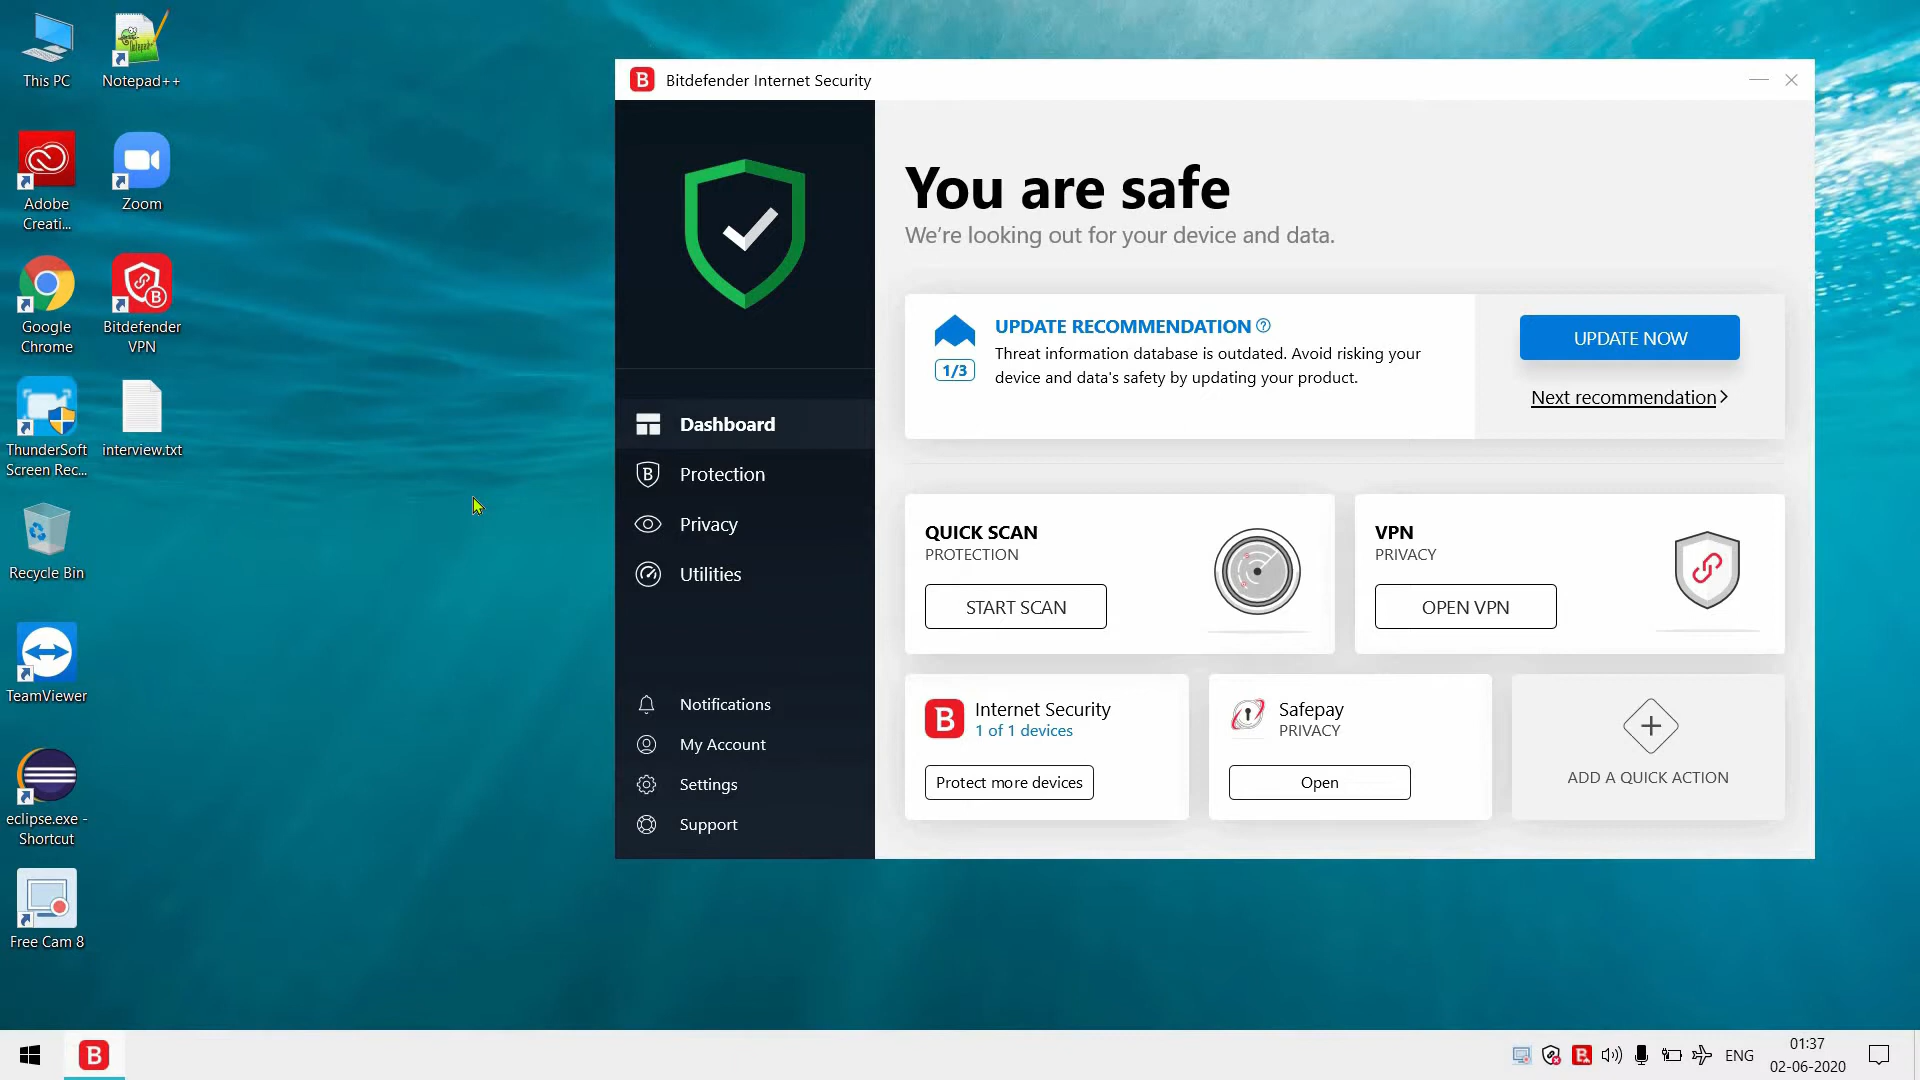 This PC
Notepad++
Adobe
Creati...
Zoom
Google
Chrome
Bitdefender
VPN
ThunderSoft
Screen Rec...
interview.txt
Recycle Bin
TeamViewer
eclipse.exe -
Shortcut
Free Cam 8
B Bitdefender Internet Security
Dashboard
Protection
Privacy
Utilities
Notifications
My Account
Settings
Support
You are safe
We're looking out for your device and data.
UPDATE RECOMMENDATION
1/3
Threat information database is outdated. Avoid risking your
device and data's safety by updating your product.
UPDATE NOW
Next recommendation
QUICK SCAN
PROTECTION
START SCAN
VPN
PRIVACY
OPEN VPN
B
Internet Security
1 of 1 devices
Protect more devices
Safepay
PRIVACY
Open
ADD A QUICK ACTION
B
ENG
01:37
02-06-2020